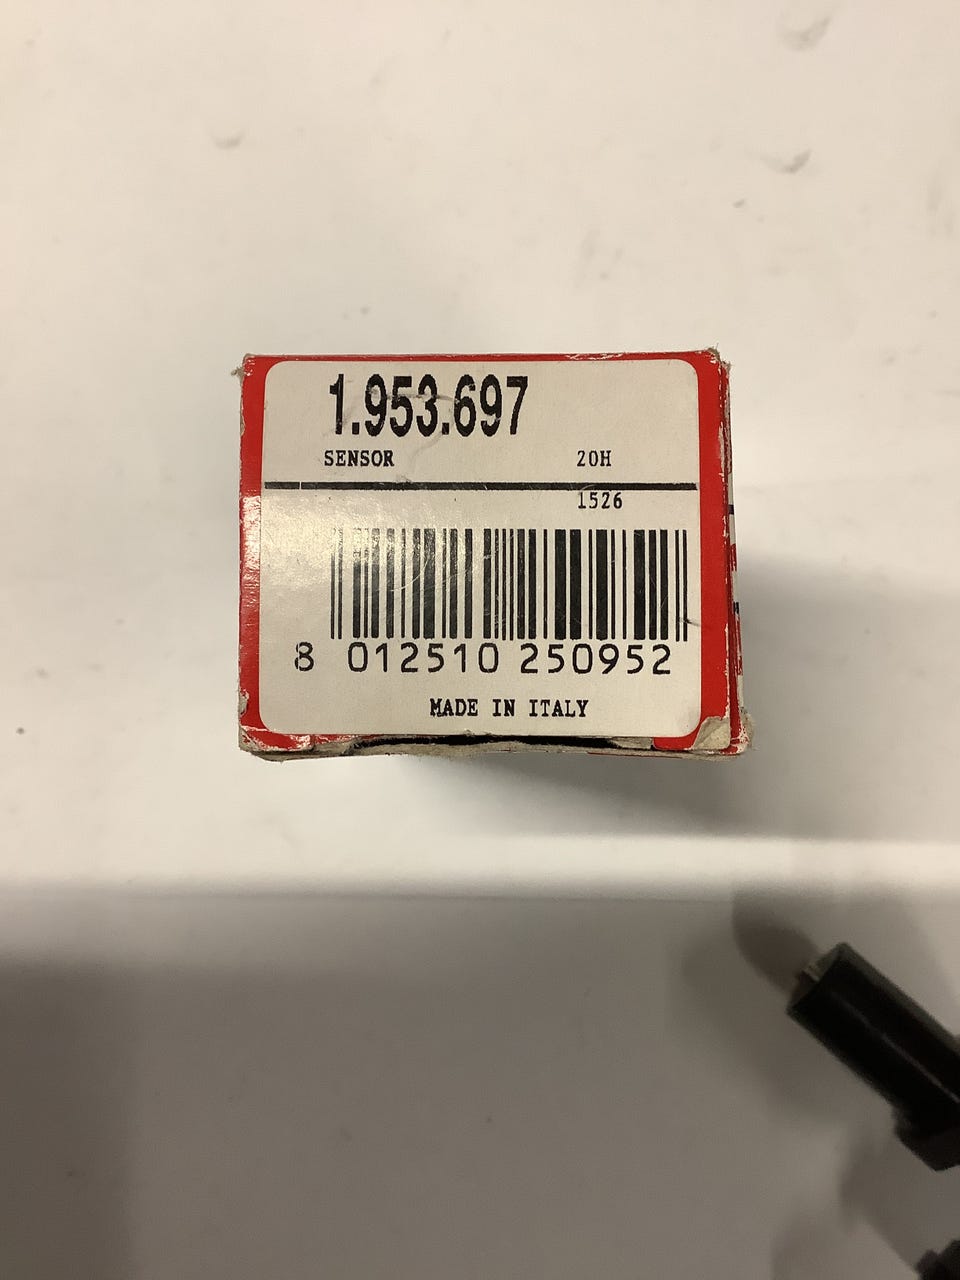 1.953.697
SENSOR 20H
1526
8 012510 250952
MADE IN ITALY